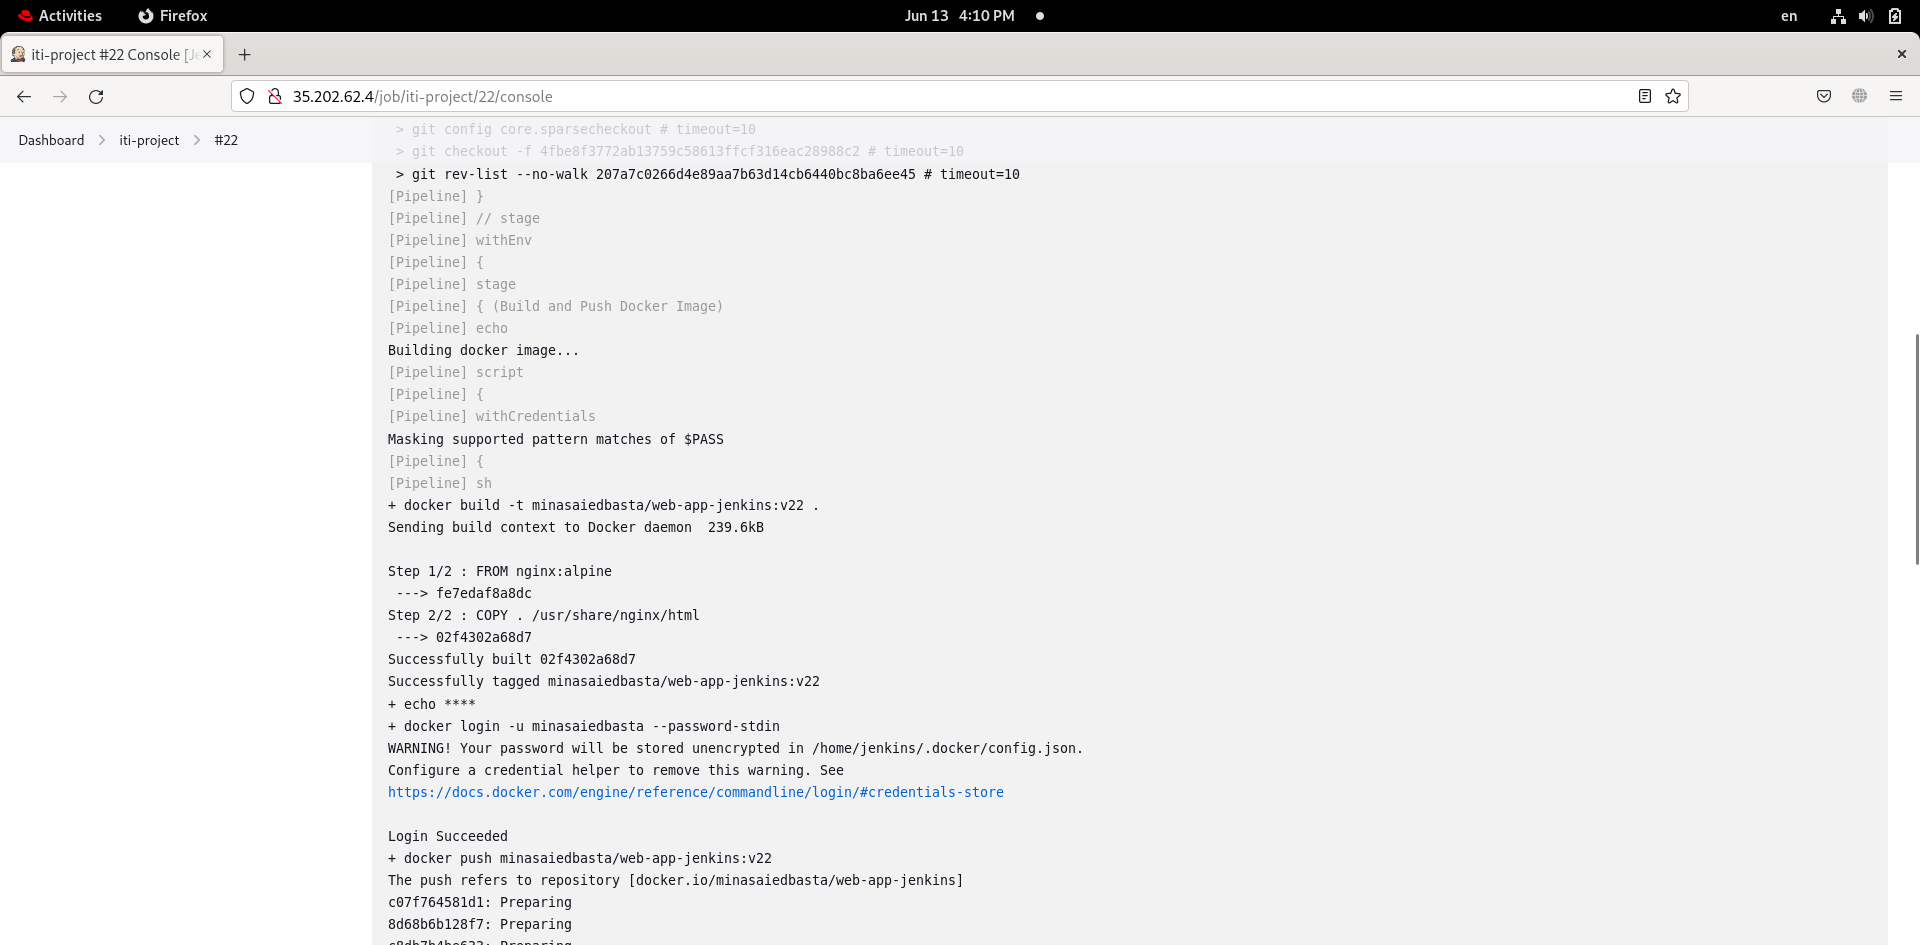 Activities
Firefox
Jun 13 4:10 PM
en
iti-project #22 Console [Je
35.202.62.4/job/iti-project/22/console
Dashboard
iti-project
#22
> git config core.sparsecheckout # timeout=10
> git checkout -f 4fbe8f3772ab13759c58613ffcf316eac28988c2 # timeout=10
> git rev-list --no-walk 207a7c0266d4e89aa7b63d14cb6440bc8ba6ee45 # timeout=10
[Pipeline] }
[Pipeline] // stage
[Pipeline] withEnv
[Pipeline] {
[Pipeline] stage
[Pipeline] { (Build and Push Docker Image)
[Pipeline] echo
Building docker image...
[Pipeline] script
[Pipeline] {
[Pipeline] withCredentials
Masking supported pattern matches of $PASS
[Pipeline] {
[Pipeline] sh
+ docker build -t minasaiedbasta/web-app-jenkins:v22 .
Sending build context to Docker daemon  239.6kB
Step 1/2 : FROM nginx:alpine
---> fe7edaf8a8dc
Step 2/2 : COPY . /usr/share/nginx/html
---> 02f4302a68d7
Successfully built 02f4302a68d7
Successfully tagged minasaiedbasta/web-app-jenkins:v22
+ echo ****
+ docker login -u minasaiedbasta --password-stdin
WARNING! Your password will be stored unencrypted in /home/jenkins/.docker/config.json.
Configure a credential helper to remove this warning. See
https://docs.docker.com/engine/reference/commandline/login/#credentials-store
Login Succeeded
+ docker push minasaiedbasta/web-app-jenkins:v22
The push refers to repository [docker.io/minasaiedbasta/web-app-jenkins]
c07f764581d1: Preparing
8d68b6b128f7: Preparing